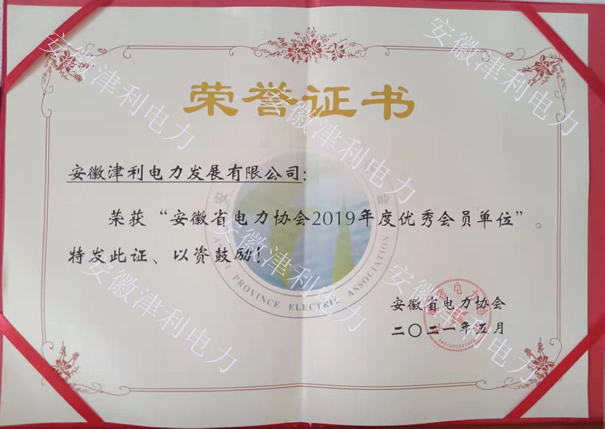 荣誉证书
安徽津利电力发展有限公司:
荣获“安徽省电力协会2019年度优秀会员单位”。
特发此证、以资鼓励!
安徽省电力协会
二〇二一年五月
PROVINCE ELECTRIC ASSOCIATION
安徽津利电力
安徽津利电力
安徽津利电力
安徽津利电力
安徽津利电力
安徽津利电力